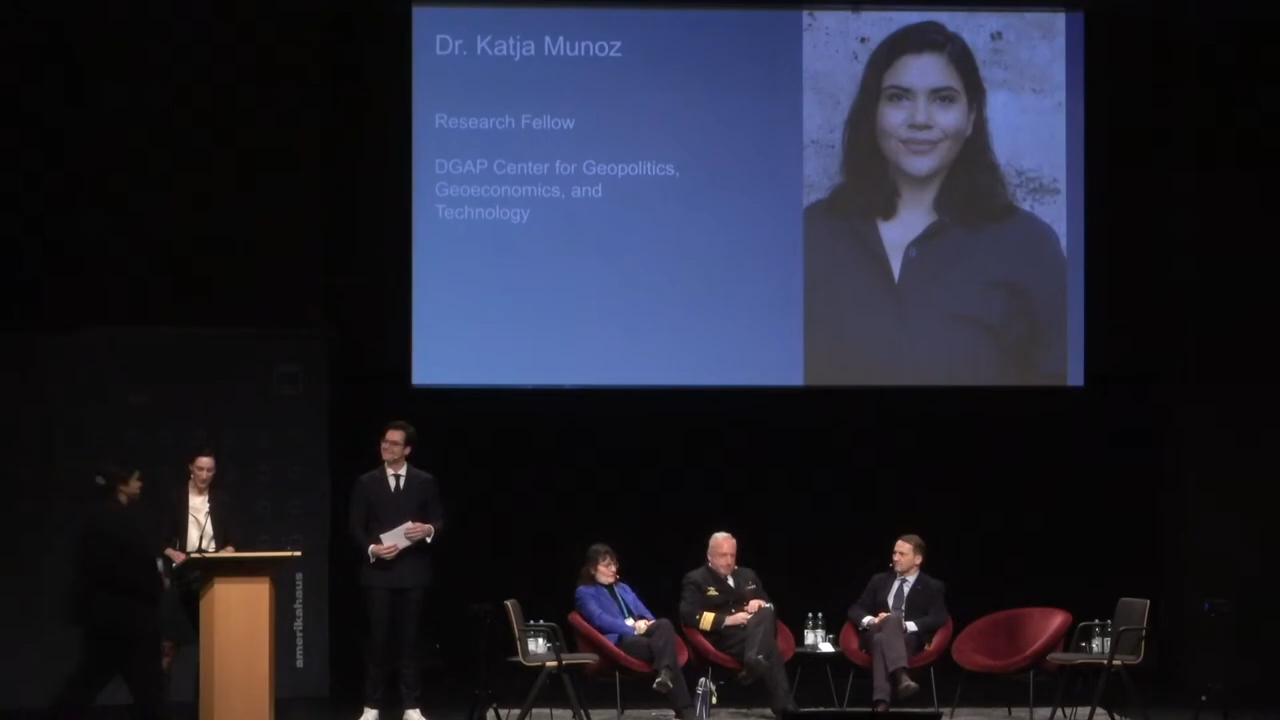 Dr. Katja Munoz
Research Fellow
DGAP Center for Geopolitics,
Geoeconomics, and
Technology
amerikahaus